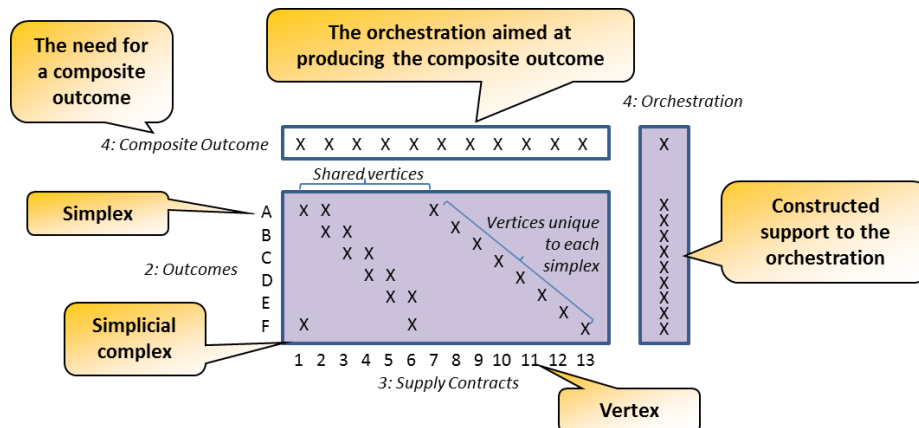 The need for
a composite
outcome
The orchestration aimed at
producing the composite outcome
4: Orchestration
4: Composite Outcome
X X X X X X X X X X X
X
Shared vertices
Simplex
A X X X
B X X X
C X X X
D X X X
E X X X
F X X X
X
X
Vertices unique
to each
simplex
2: Outcomes
X
X
X
X
X
X
X
X
X
Constructed
support to the
orchestration
Simplicial
complex
1 2 3 4 5 6 7 8 9 10 11 12 13
3: Supply Contracts
Vertex